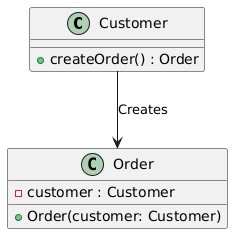 C Customer
createOrder() : Order
Creates
C Order
customer : Customer
Order(customer: Customer)